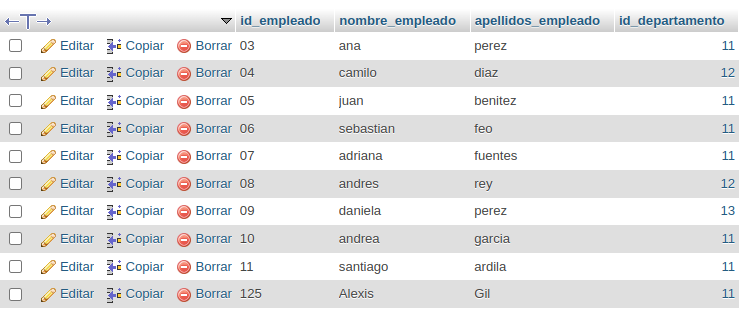 id_empleado nombre_empleado apellidos_empleado id_departamento
Editar Copiar Borrar 03 ana perez 11
Editar Copiar Borrar 04 camilo diaz 12
Editar Copiar Borrar 05 juan benitez 11
Editar Copiar Borrar 06 sebastian feo 11
Editar Copiar Borrar 07 adriana fuentes 11
Editar Copiar Borrar 08 andres rey 12
Editar Copiar Borrar 09 daniela perez 13
Editar Copiar Borrar 10 andrea garcia 11
Editar Copiar Borrar 11 santiago ardila 11
Editar Copiar Borrar 125 Alexis Gil 11